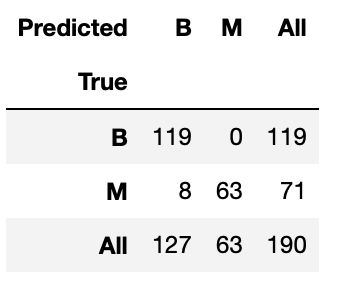 Predicted B M All
True
B 119 0 119
M 8 63 71
All 127 63 190